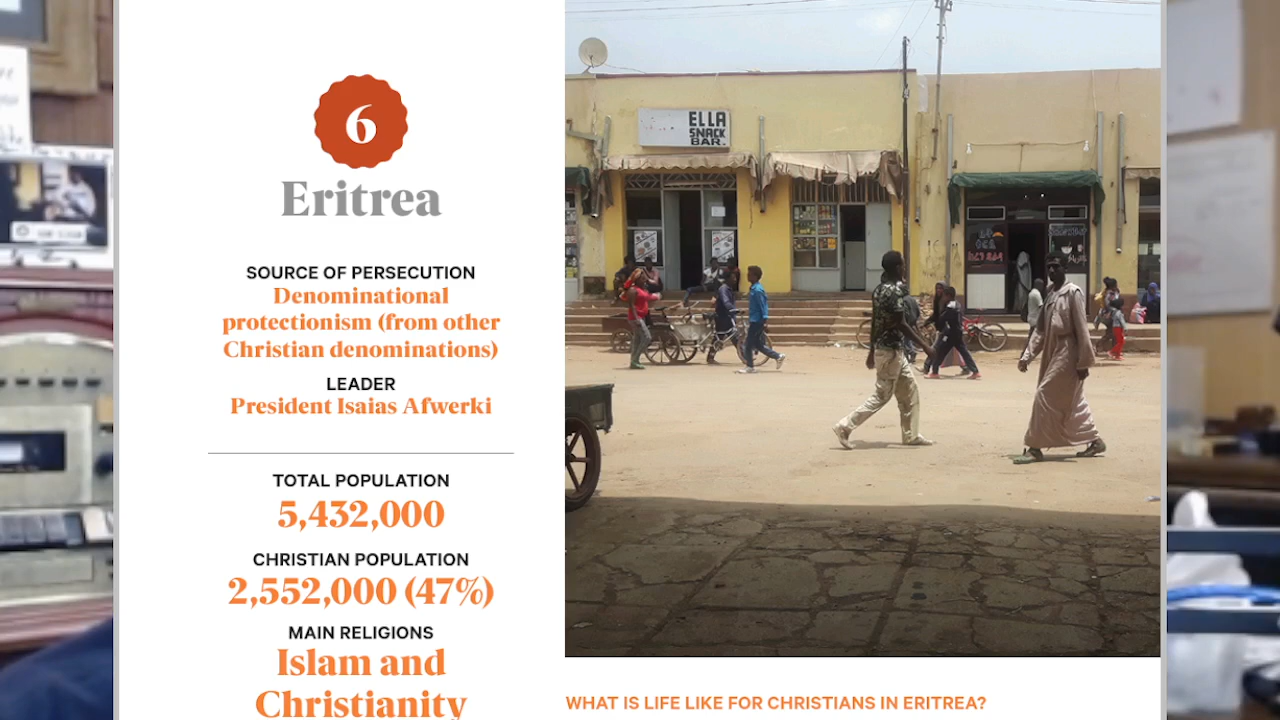 6
Eritrea
SOURCE OF PERSECUTION
Denominational
protectionism (from other
Christian denominations)
LEADER
President Isaias Afwerki
TOTAL POPULATION
5,432,000
CHRISTIAN POPULATION
2,552,000 (47%)
MAIN RELIGIONS
Islam and
Christianity
ELLA
SNACK
BAR.
WHAT IS LIFE LIKE FOR CHRISTIANS IN ERITREA?